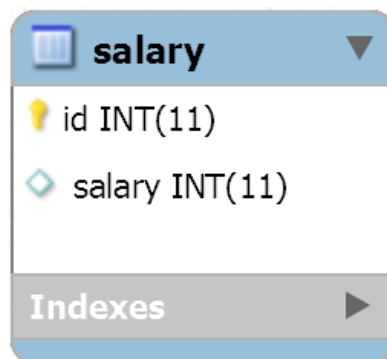 salary
id INT(11)
salary INT(11)
Indexes